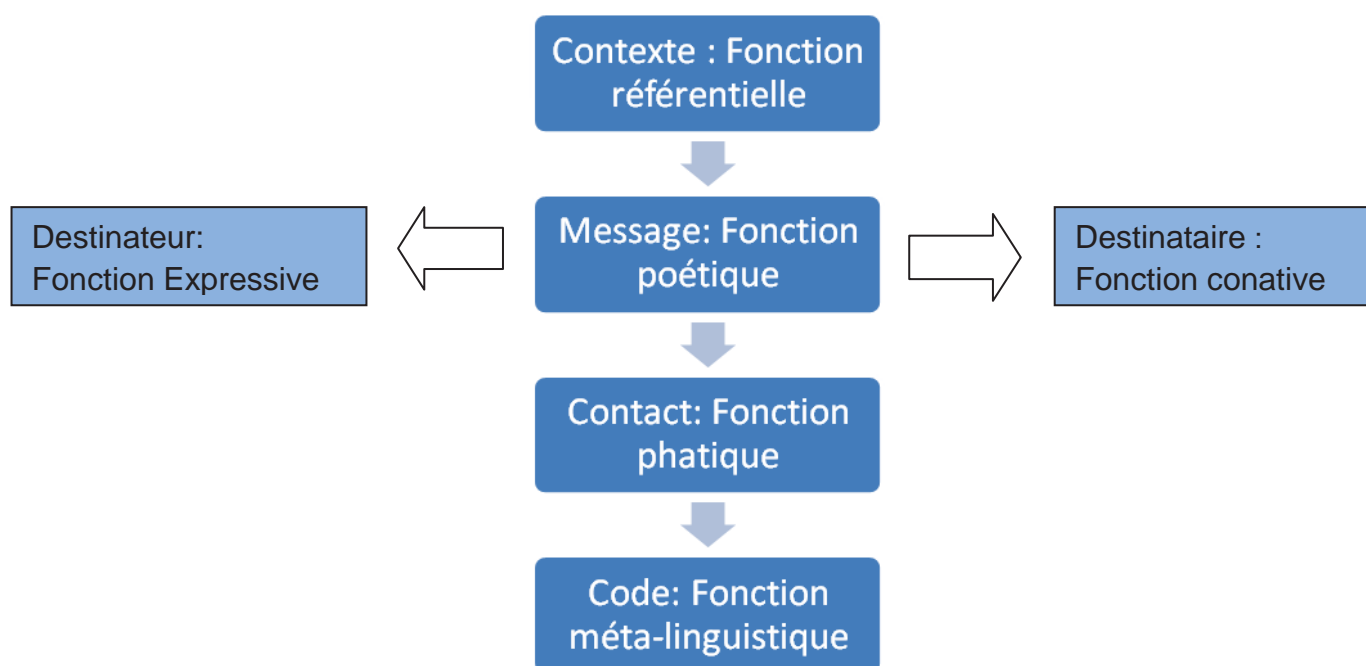 Contexte : Fonction
référentielle
Destinateur:
Fonction Expressive
Message: Fonction
poétique
Destinataire :
Fonction conative
Contact: Fonction
phatique
Code: Fonction
méta-linguistique